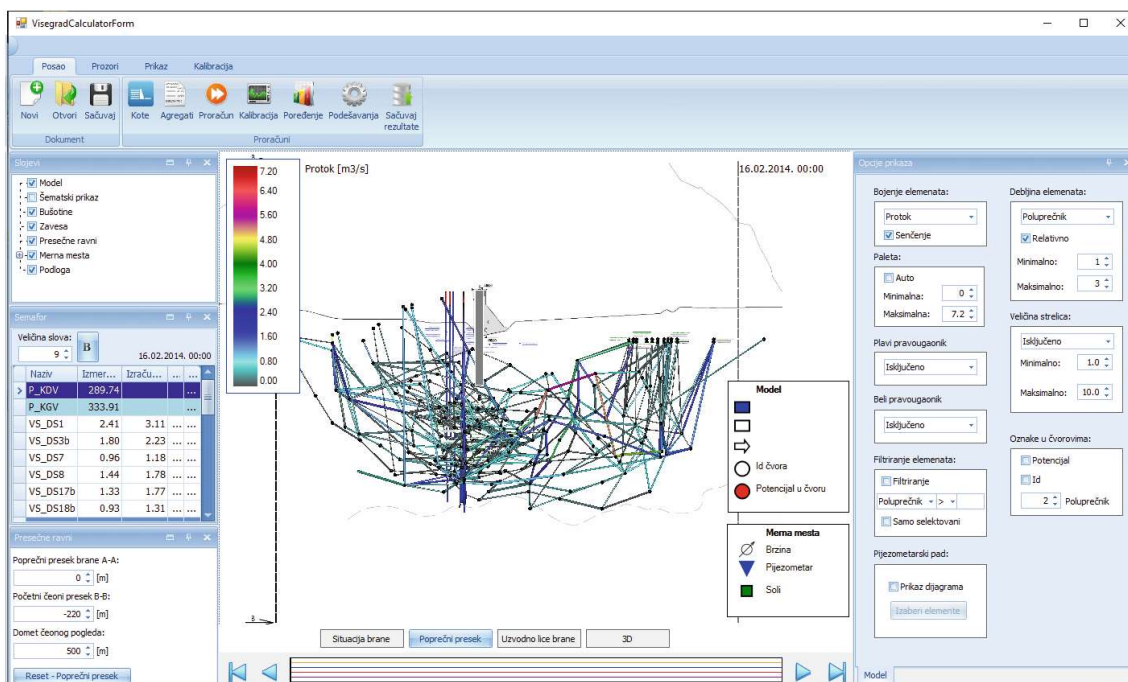 VisegradCalculatorForm
Posao Prozori Prikaz Kalibracija
Novi Otvori Sačuvaj Kote Agregati Proračun Kalibracija Poređenje Podešavanja Sačuvaj rezultate
Dokument Proračuni
Slojevi
Model
Šematski prikaz
Bušotine
Zavesa
Presečne ravni
Merna mesta
Podloga
Semafor
Veličina slova:
9 B 16.02.2014. 00:00
Naziv Izmer... Izraču... ... ...
P_KDV 289.74 ...
P_KGV 333.91 ...
VS_DS1 2.41 3.11 ... ...
VS_DS3b 1.80 2.23 ... ...
VS_DS7 0.96 1.18 ... ...
VS_DS8 1.44 1.78 ... ...
VS_DS17b 1.33 1.77 ... ...
VS_DS18b 0.93 1.31 ... ...
Presečne ravni
Poprečni presek brane A-A:
0 [m]
Početni čeoni presek B-B:
-220 [m]
Domet čeonog pogleda:
500 [m]
Reset - Poprečni presek
7.20
6.40
5.60
4.80
4.00
3.20
2.40
1.60
0.80
0.00
Protok [m3/s]
16.02.2014. 00:00
B
Model
Id čvora
Potencijal u čvoru
Merna mesta
Brzina
Pijezometar
Soli
B
Situacija brane Poprečni presek Uzvodno lice brane 3D
Opcije prikaza
Bojenje elemenata:
Protok
Senčenje
Paleta:
Auto
Minimalna: 0
Maksimalna: 7.2
Plavi pravougaonik
Isključeno
Beli pravougaonik
Isključeno
Filtriranje elemenata:
Filtriranje
Poluprečnik >
Samo selektovani
Pijezometarski pad:
Prikaz dijagrama
Izaberi elemente
Debljina elemenata:
Poluprečnik
Relativno
Minimalno: 1
Maksimalno: 3
Veličina strelica:
Isključeno
Minimalno: 1.0
Maksimalno: 10.0
Oznake u čvorovima:
Potencijal
Id
2 Poluprečnik
Model